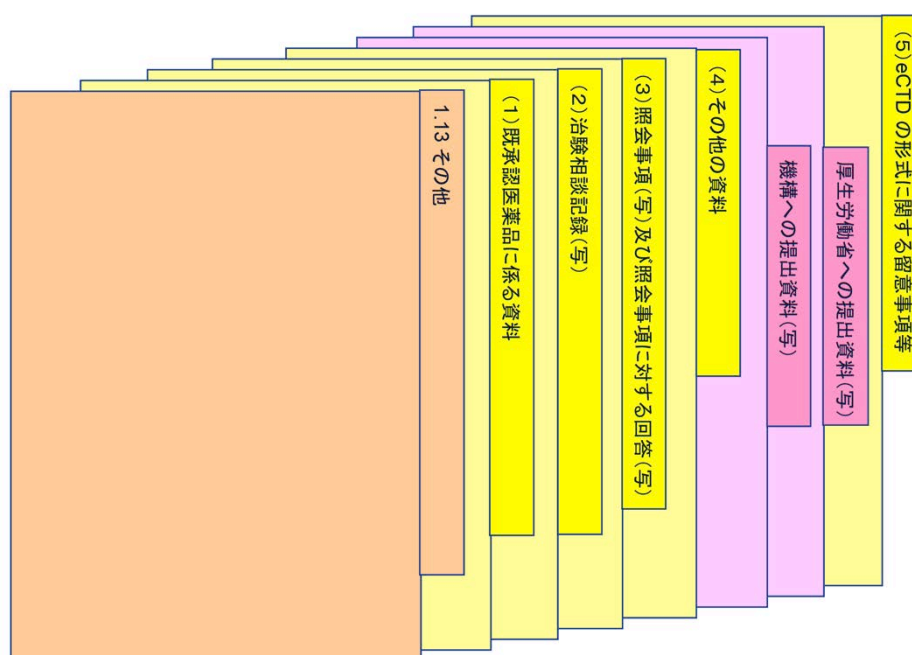 1.13 その他
(1)既承認医薬品に係る資料
(2)治験相談記録(写)
(3)照会事項(写)及び照会事項に対する回答(写)
(4)その他の資料
機構への提出資料(写)
厚生労働省への提出資料(写)
(5)eCTD の形式に関する留意事項等